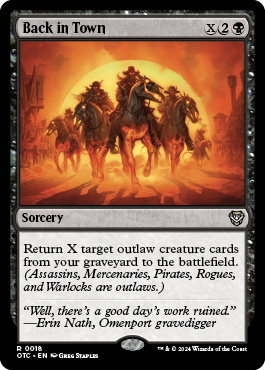 Back in Town X2
Sorcery
Return X target outlaw creature cards
from your graveyard to the battlefield.
(Assassins, Mercenaries, Pirates, Rogues,
and Warlocks are outlaws.)
“Well, there’s a good day’s work ruined.”
—Erin Nath, Omenport gravedigger
R 0018
OTC • EN Greg Staples
™ & © 2024 Wizards of the Coast